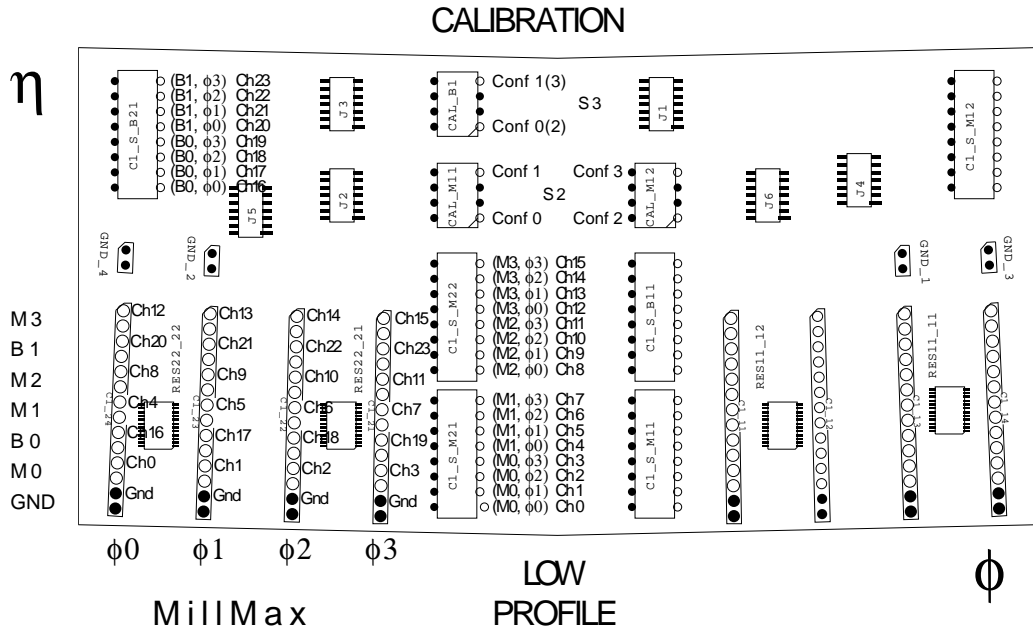 CALIBRATION
η
C1_S_B21
(B1, ϕ3) Ch23
(B1, ϕ2) Ch22
(B1, ϕ1) Ch21
(B1, ϕ0) Ch20
(B0, ϕ3) Ch19
(B0, ϕ2) Ch18
(B0, ϕ1) Ch17
(B0, ϕ0) Ch16
J3
CAL_B1
Conf 1(3)
S3
Conf 0(2)
J1
C1_S_M12
J5
J2
CAL_M11
Conf 1
S2
Conf 0
Conf 3
Conf 2
CAL_M12
J6
J4
GND_4
GND_2
GND_1
GND_3
C1_S_M22
(M3, ϕ3) Ch15
(M3, ϕ2) Ch14
(M3, ϕ1) Ch13
(M3, ϕ0) Ch12
(M2, ϕ3) Ch11
(M2, ϕ2) Ch10
(M2, ϕ1) Ch9
(M2, ϕ0) Ch8
C1_S_B11
C1_S_M21
(M1, ϕ3) Ch7
(M1, ϕ2) Ch6
(M1, ϕ1) Ch5
(M1, ϕ0) Ch4
(M0, ϕ3) Ch3
(M0, ϕ2) Ch2
(M0, ϕ1) Ch1
(M0, ϕ0) Ch0
C1_S_M11
M3 Ch12 Ch13 Ch14 Ch15
B1 Ch20 Ch21 Ch22 Ch23
M2 Ch8 Ch9 Ch10 Ch11
M1 Ch4 Ch5 Ch6 Ch7
B0 Ch16 Ch17 Ch18 Ch19
M0 Ch0 Ch1 Ch2 Ch3
GND Gnd Gnd Gnd Gnd
C1_24
RES22_22
C1_23
C1_22
RES22_21
C1_21
C1_11
RES11_12
C1_12
C1_13
RES11_11
C1_14
ϕ0 ϕ1 ϕ2 ϕ3
MillMax
LOW
PROFILE
ϕ